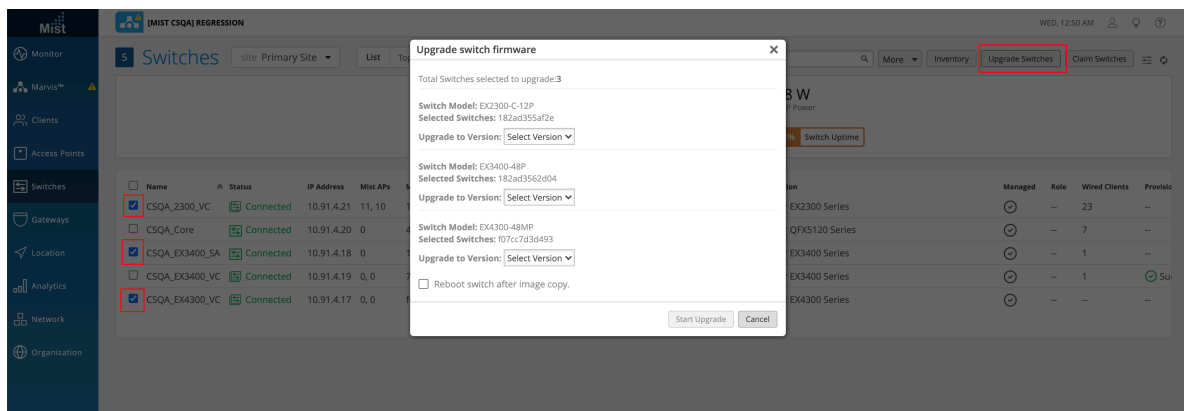 Mist
[MIST CSQA] REGRESSION
WED, 12:50 AM
Monitor
Marvis™
Clients
Access Points
Switches
Gateways
Location
Analytics
Network
Organization
5 Switches site Primary Site List To
More Inventory Upgrade Switches Claim Switches
8 W
Power
% Switch Uptime
Upgrade switch firmware
Total Switches selected to upgrade:3
Switch Model: EX2300-C-12P
Selected Switches: 182ad355af2e
Upgrade to Version: Select Version
Switch Model: EX3400-48P
Selected Switches: 182ad3562d04
Upgrade to Version: Select Version
Switch Model: EX4300-48MP
Selected Switches: f07cc7d3d493
Upgrade to Version: Select Version
Reboot switch after image copy.
Start Upgrade Cancel
Name Status IP Address Mist APs Managed Role Wired Clients Provisio
CSQA_2300_VC Connected 10.91.4.21 11, 10 EX2300 Series -- 23 --
CSQA_Core Connected 10.91.4.20 0 QFX5120 Series -- 7 --
CSQA_EX3400_SA Connected 10.91.4.18 0 EX3400 Series -- 1 --
CSQA_EX3400_VC Connected 10.91.4.19 0, 0 EX3400 Series -- 1 Su
CSQA_EX4300_VC Connected 10.91.4.17 0, 0 EX4300 Series -- -- --